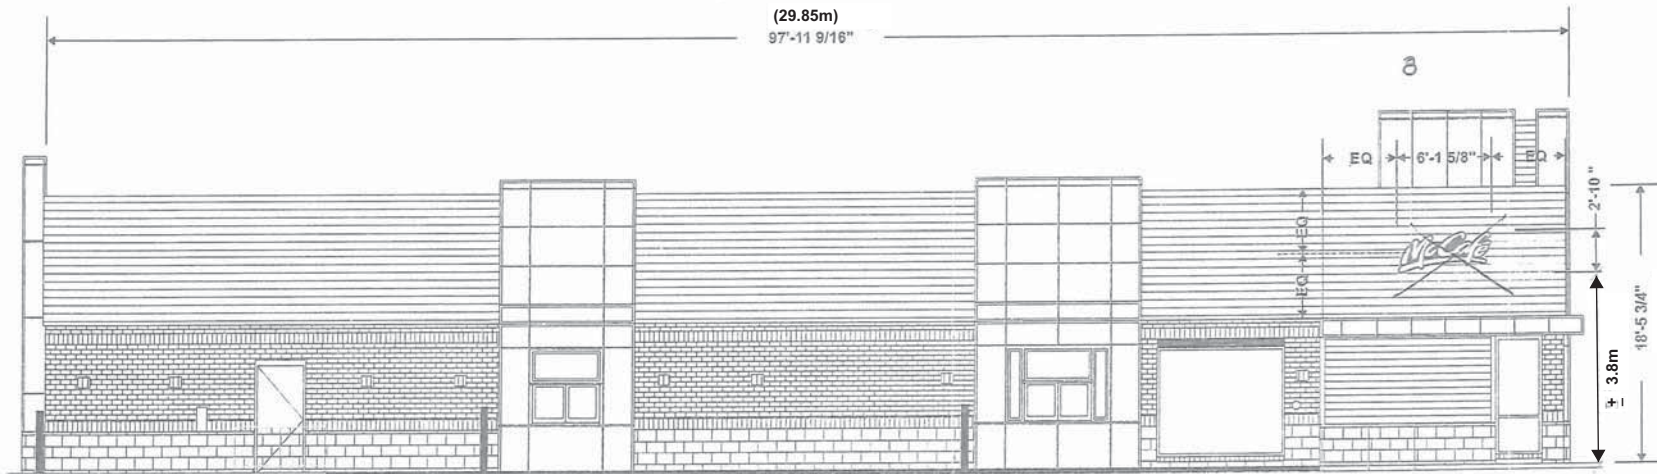 (29.85m)
97'-11 9/16"
8
EQ
6'-1 5/8"
EQ
2'-10"
EQ
EQ
McCafe
18'-5 3/4"
± 3.8m